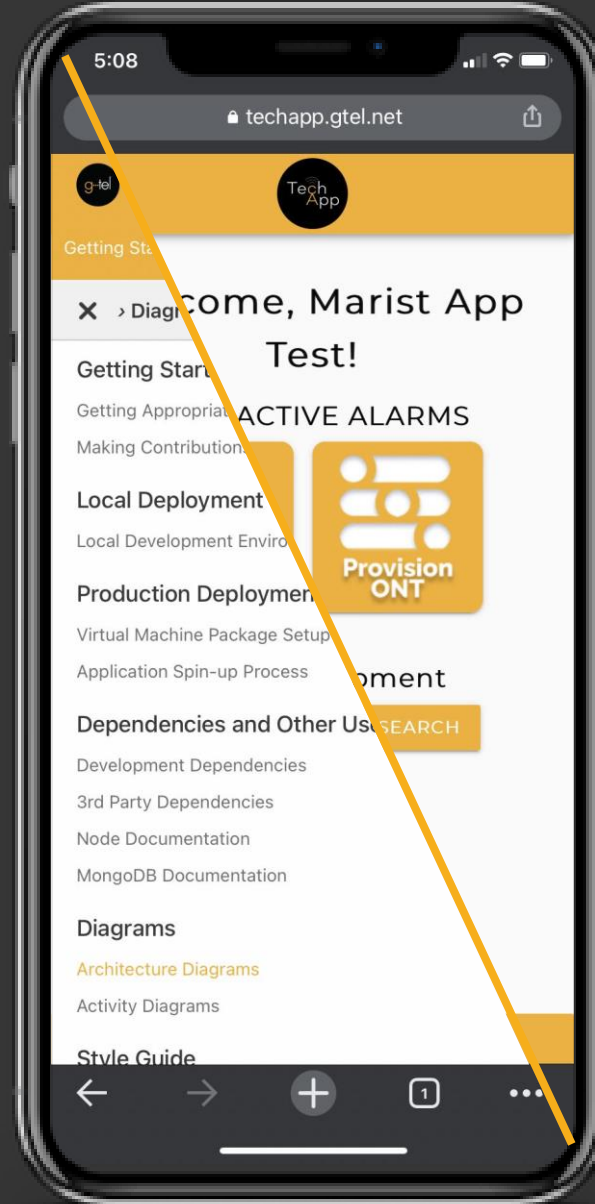 5:08
techapp.gtel.net
g-tel
Tech
App
Getting Sta
come, Marist App
Test!
› Diagr
ACTIVE ALARMS
Getting Start
Getting Appropriat
Making Contribution
Provision
ONT
Local Deployment
Local Development Enviro
Production Deploymen
Virtual Machine Package Setup
Application Spin-up Process
pment
SEARCH
Dependencies and Other Us
Development Dependencies
3rd Party Dependencies
Node Documentation
MongoDB Documentation
Diagrams
Architecture Diagrams
Activity Diagrams
Style Guide
1